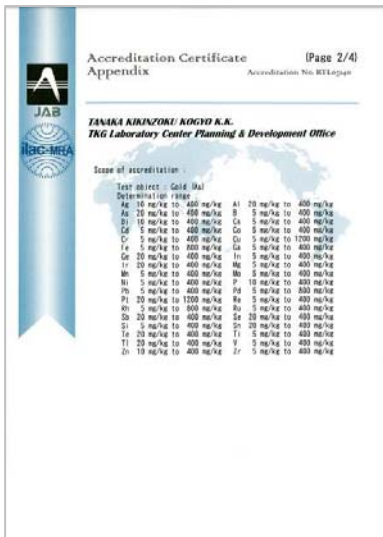 Accreditation Certificate (Page 2/4)
Appendix Accreditation No. RTL03240
JAB
TANAKA KIKINZOKU KOGYO K.K.
TKG Laboratory Center Planning & Development Office
ilac-MRA
Scope of accreditation :
Test object : Gold (Au)
Determination range :
Ag 10 mg/kg to 400 mg/kg Al 20 mg/kg to 400 mg/kg
As 20 mg/kg to 400 mg/kg B 5 mg/kg to 400 mg/kg
Bi 10 mg/kg to 400 mg/kg Ca 5 mg/kg to 400 mg/kg
Cd 5 mg/kg to 400 mg/kg Co 5 mg/kg to 400 mg/kg
Cr 5 mg/kg to 400 mg/kg Cu 5 mg/kg to 1200 mg/kg
Fe 5 mg/kg to 800 mg/kg Ga 5 mg/kg to 400 mg/kg
Ge 20 mg/kg to 400 mg/kg In 5 mg/kg to 400 mg/kg
Ir 20 mg/kg to 400 mg/kg Mg 5 mg/kg to 400 mg/kg
Mn 5 mg/kg to 400 mg/kg Mo 5 mg/kg to 400 mg/kg
Ni 5 mg/kg to 400 mg/kg P 10 mg/kg to 400 mg/kg
Pb 5 mg/kg to 400 mg/kg Pd 5 mg/kg to 800 mg/kg
Pt 20 mg/kg to 1200 mg/kg Re 5 mg/kg to 400 mg/kg
Rh 5 mg/kg to 800 mg/kg Ru 5 mg/kg to 400 mg/kg
Sb 20 mg/kg to 400 mg/kg Se 20 mg/kg to 400 mg/kg
Si 5 mg/kg to 400 mg/kg Sn 20 mg/kg to 400 mg/kg
Te 20 mg/kg to 400 mg/kg Ti 5 mg/kg to 400 mg/kg
Tl 20 mg/kg to 400 mg/kg V 5 mg/kg to 400 mg/kg
Zn 10 mg/kg to 400 mg/kg Zr 5 mg/kg to 400 mg/kg